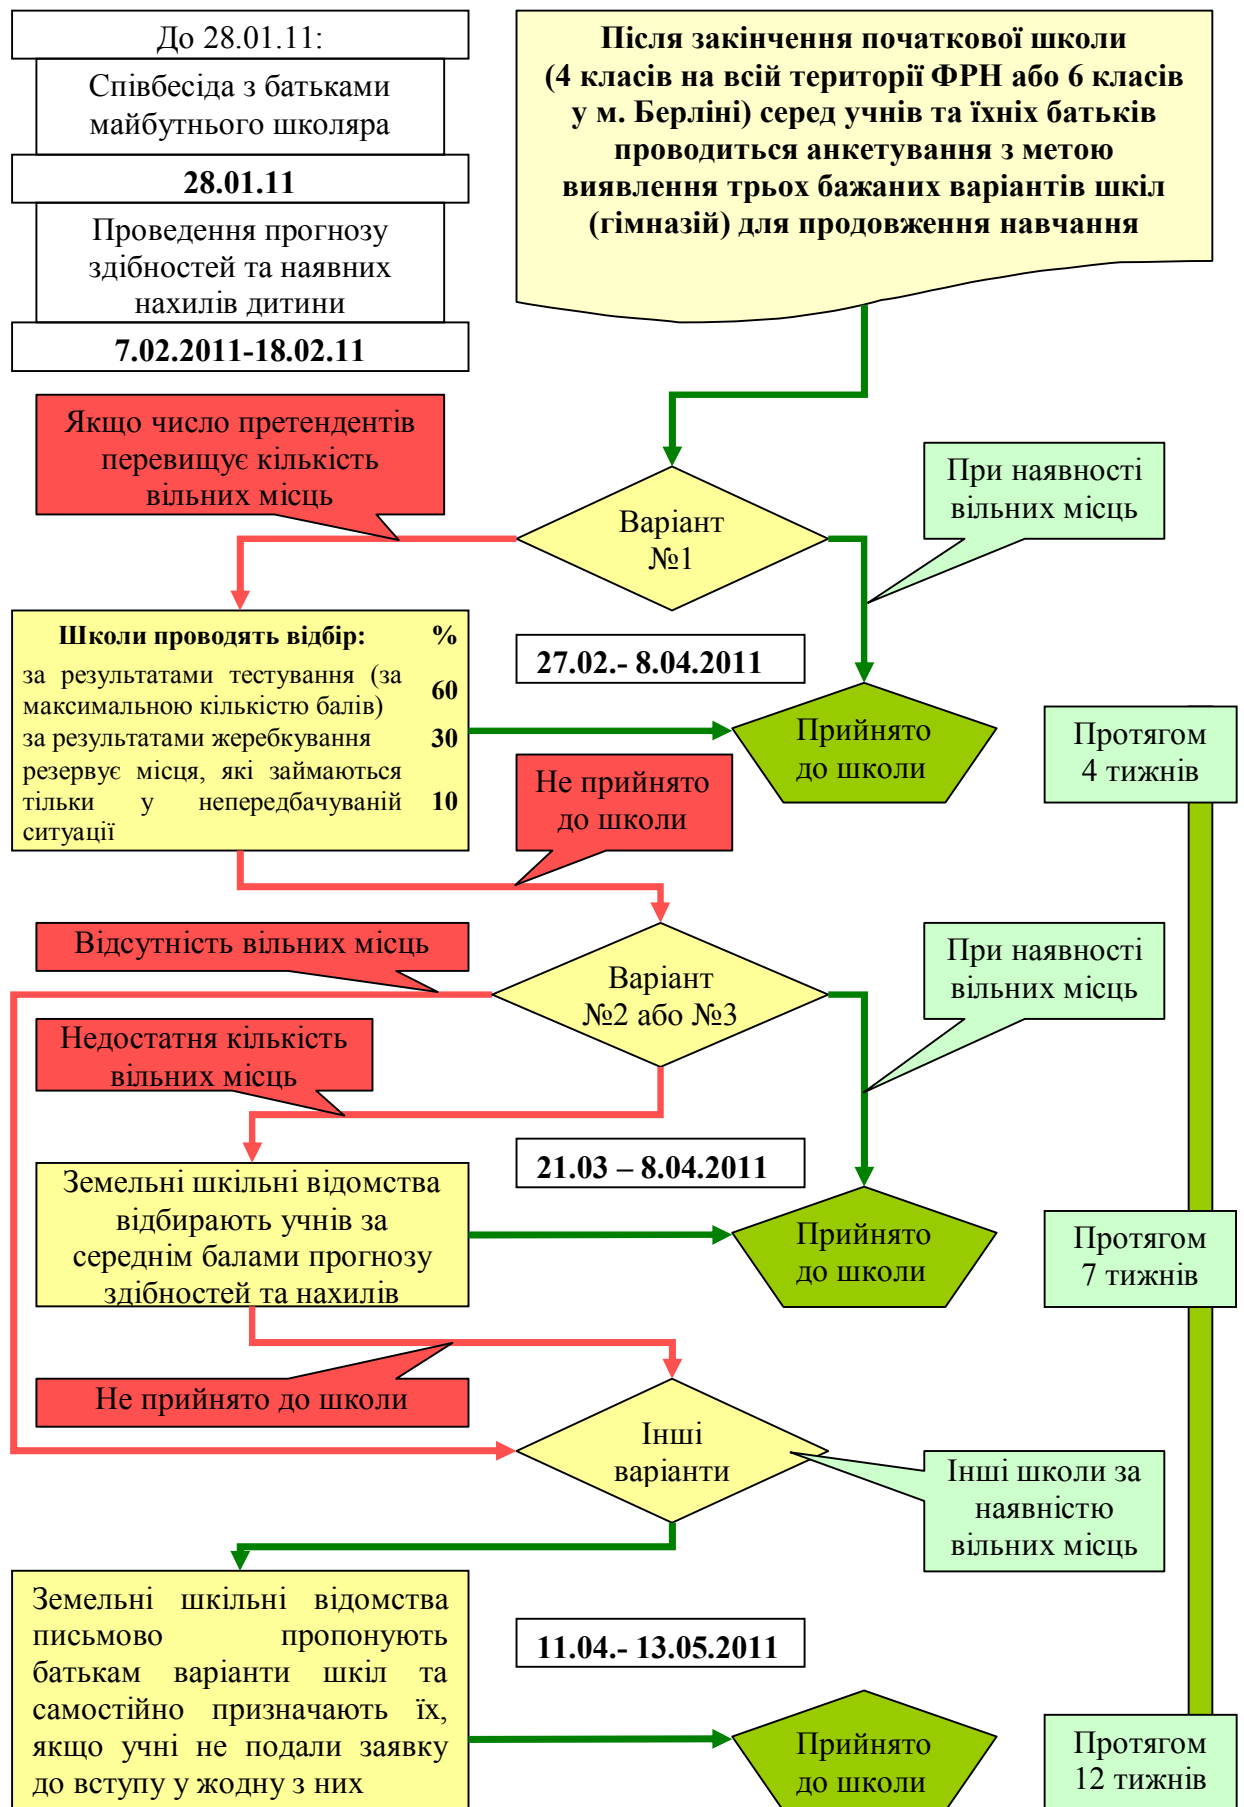 До 28.01.11:
Співбесіда з батьками
майбутнього школяра
28.01.11
Проведення прогнозу
здібностей та наявних
нахилів дитини
7.02.2011-18.02.11
Після закінчення початкової школи
(4 класів на всій території ФРН або 6 класів
у м. Берліні) серед учнів та їхніх батьків
проводиться анкетування з метою
виявлення трьох бажаних варіантів шкіл
(гімназій) для продовження навчання
Якщо число претендентів
перевищує кількість
вільних місць
Варіант
№1
При наявності
вільних місць
Школи проводять відбір: %
за результатами тестування (за
максимальною кількістю балів) 60
за результатами жеребкування 30
резервує місця, які займаються
тільки у непередбачуваній 10
ситуації
27.02.- 8.04.2011
Прийнято
до школи
Протягом
4 тижнів
Не прийнято
до школи
Відсутність вільних місць
Варіант
№2 або №3
При наявності
вільних місць
Недостатня кількість
вільних місць
21.03 – 8.04.2011
Земельні шкільні відомства
відбирають учнів за
середнім балами прогнозу
здібностей та нахилів
Прийнято
до школи
Протягом
7 тижнів
Не прийнято до школи
Інші
варіанти
Інші школи за
наявністю
вільних місць
Земельні шкільні відомства
письмово пропонують
батькам варіанти шкіл та
самостійно призначають їх,
якщо учні не подали заявку
до вступу у жодну з них
11.04.- 13.05.2011
Прийнято
до школи
Протягом
12 тижнів